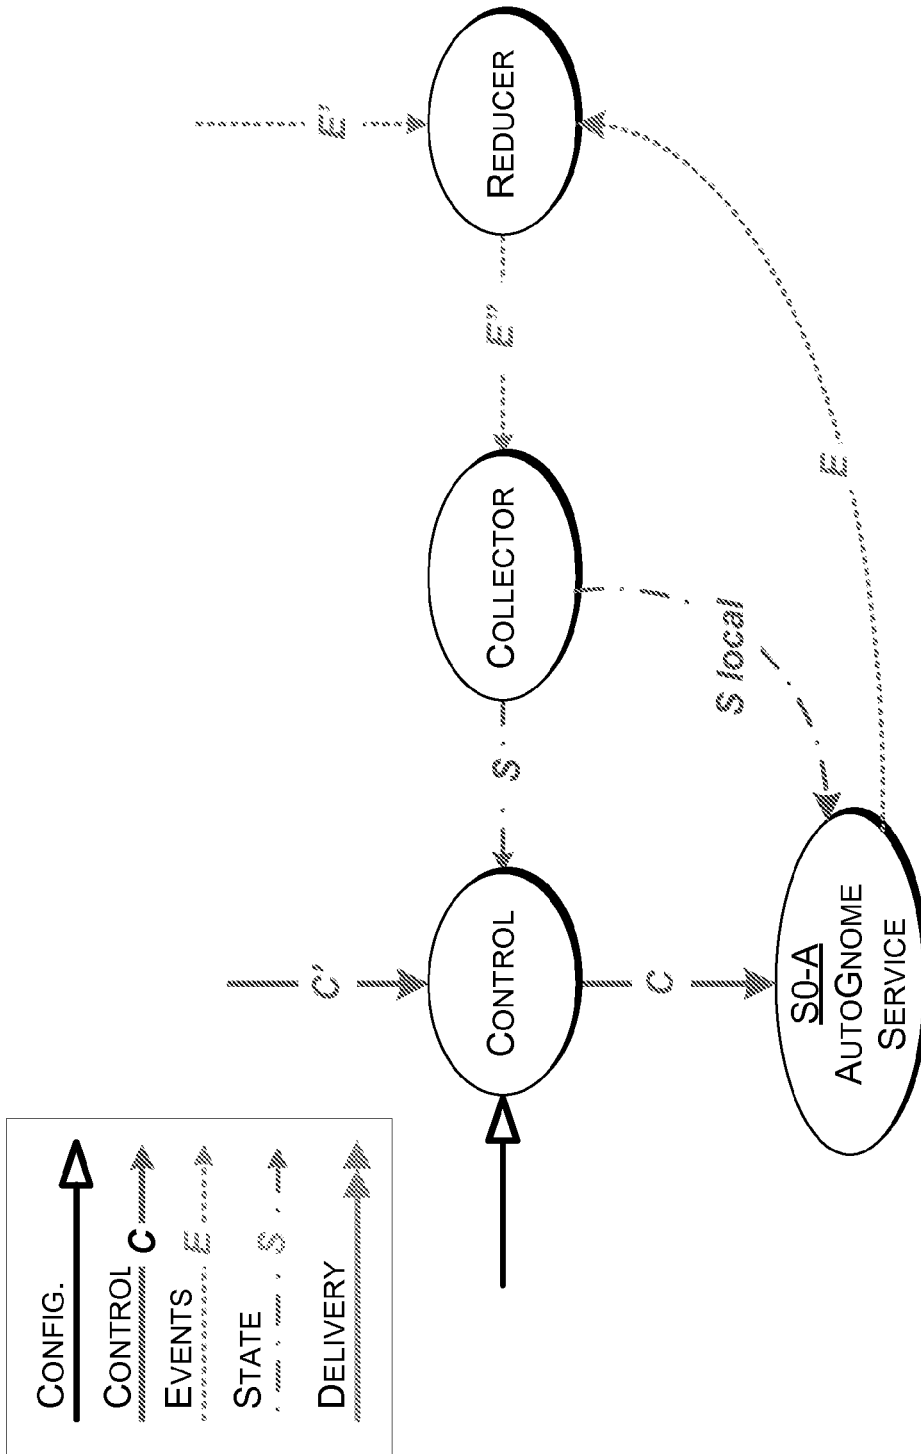 CONFIG.
CONTROL C
EVENTS E
STATE S
DELIVERY
C'
E'
CONTROL
S
COLLECTOR
E''
REDUCER
C
S local
E
S0-A
AUTOGNOME
SERVICE